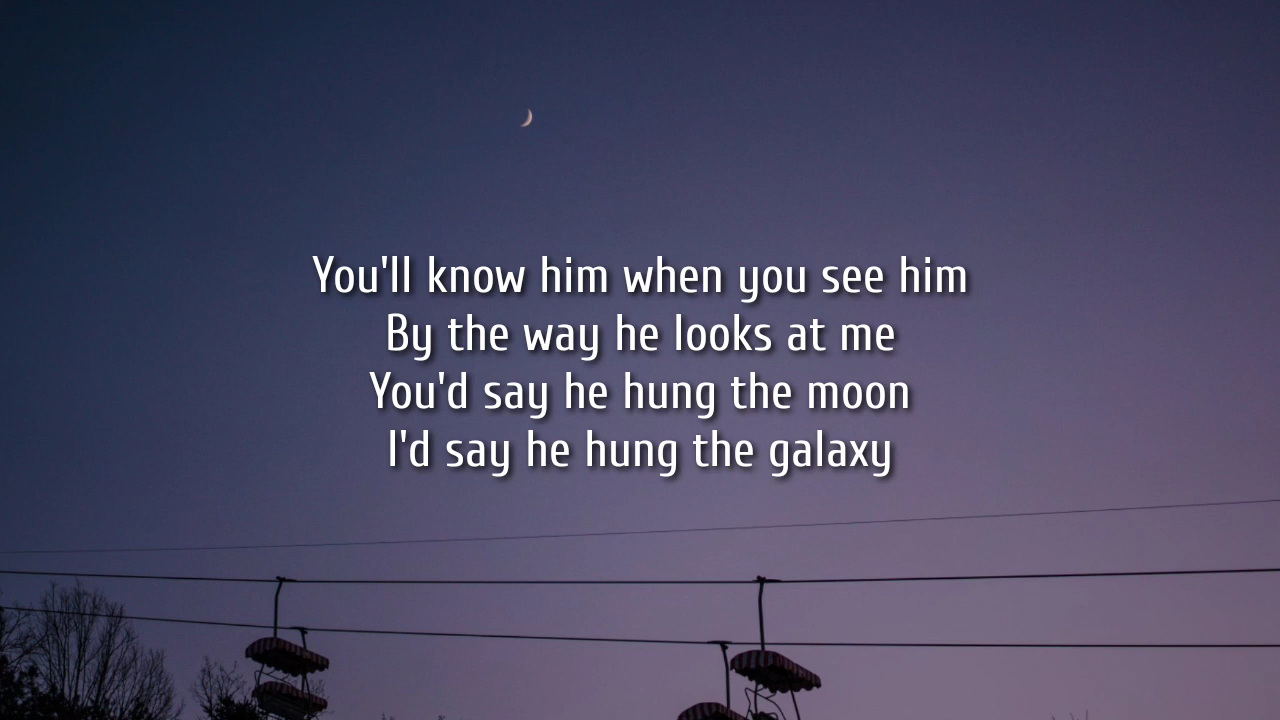 You'll know him when you see him
By the way he looks at me
You'd say he hung the moon
I'd say he hung the galaxy